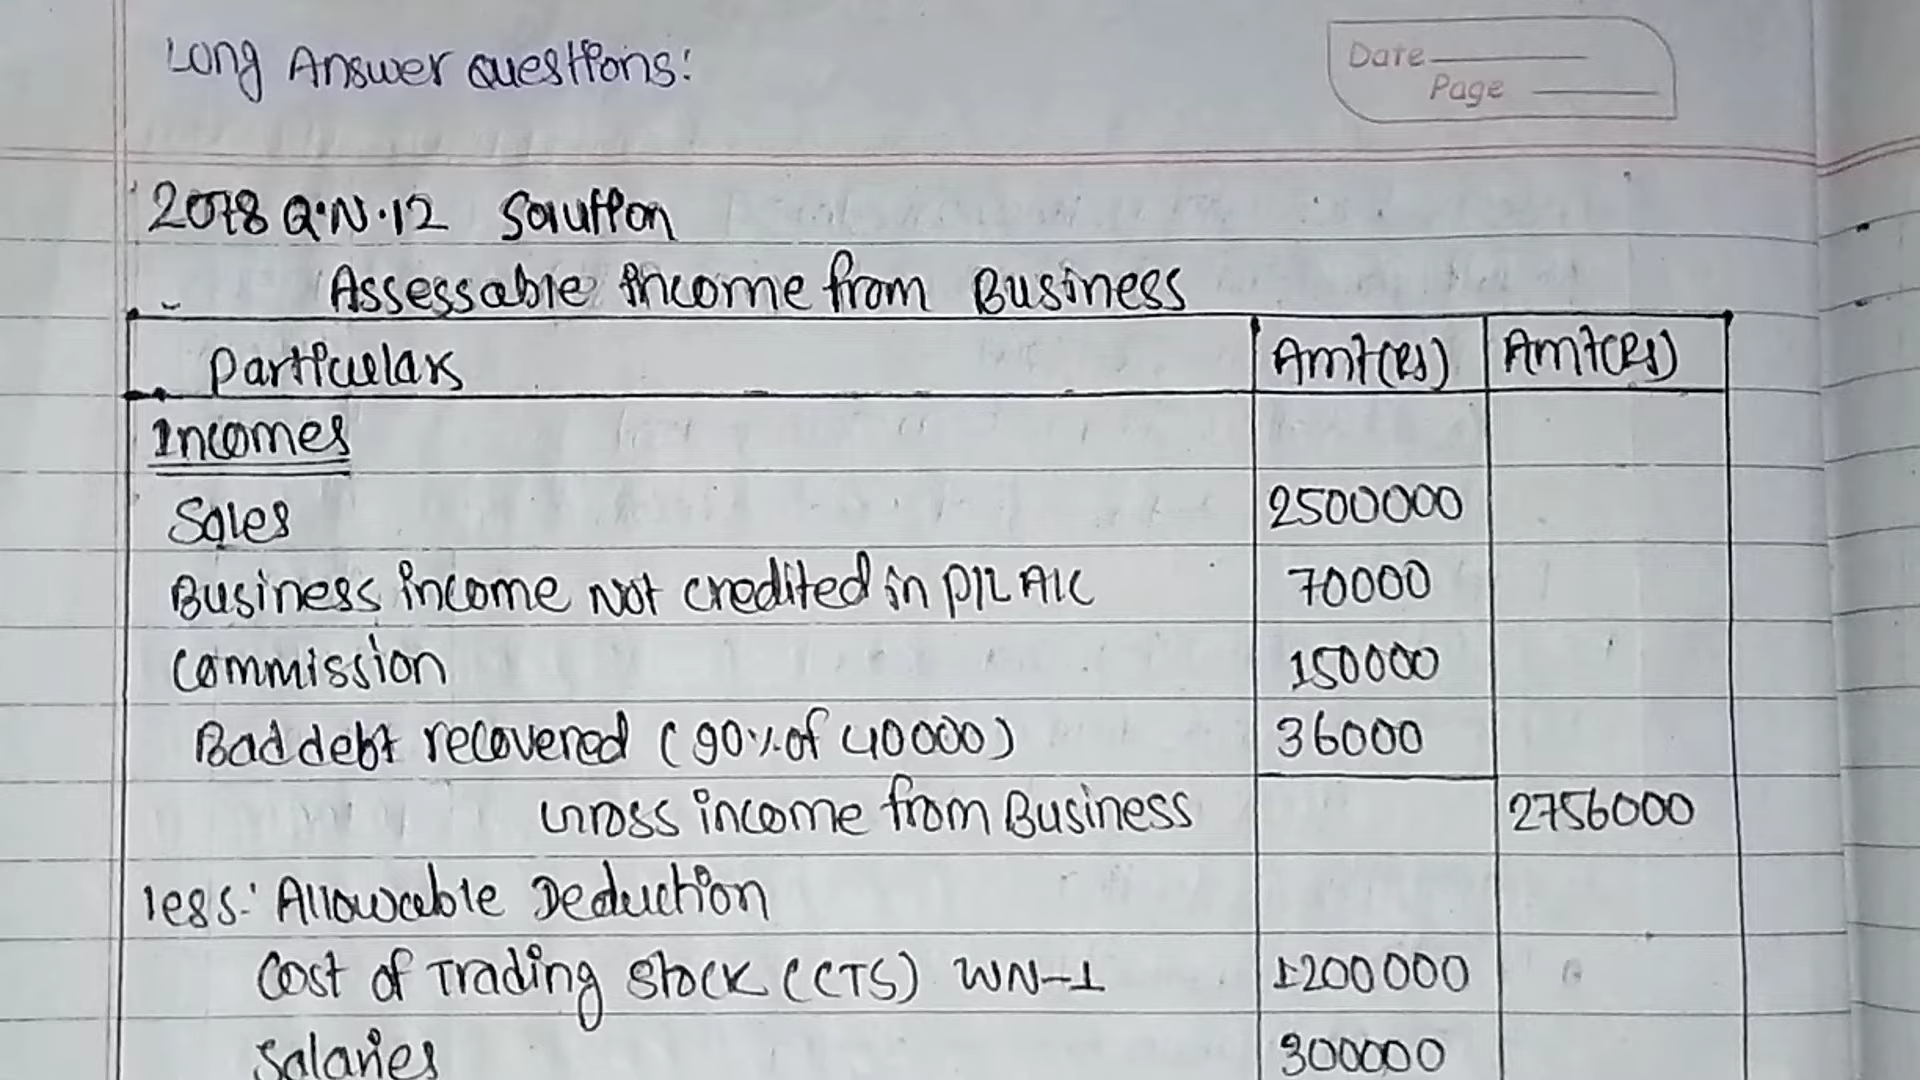 Long Answer questions:
Date
Page
2078 Q.N.12 Solution
Assessable income from Business
Particulars Amt(Rs) Amt(Rs)
Incomes
Sales 2500000
Business income Not credited in P/L A/C 70000
commission 150000
Bad debt recovered (90% of 40000) 36000
Gross income from Business 2756000
less: Allowable Deduction
Cost of Trading Stock (CTS) WN-1 1200000
Salaries 300000